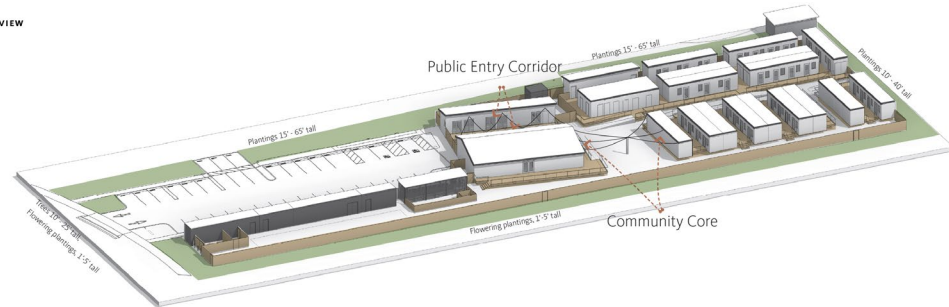 VIEW
Plantings 15' - 65' tall
Public Entry Corridor
Plantings 10' - 40' tall
Plantings 15' - 65' tall
Trees 10' - 25' tall,
Flowering plantings, 1'-5' tall
Flowering plantings, 1'-5' tall
Community Core